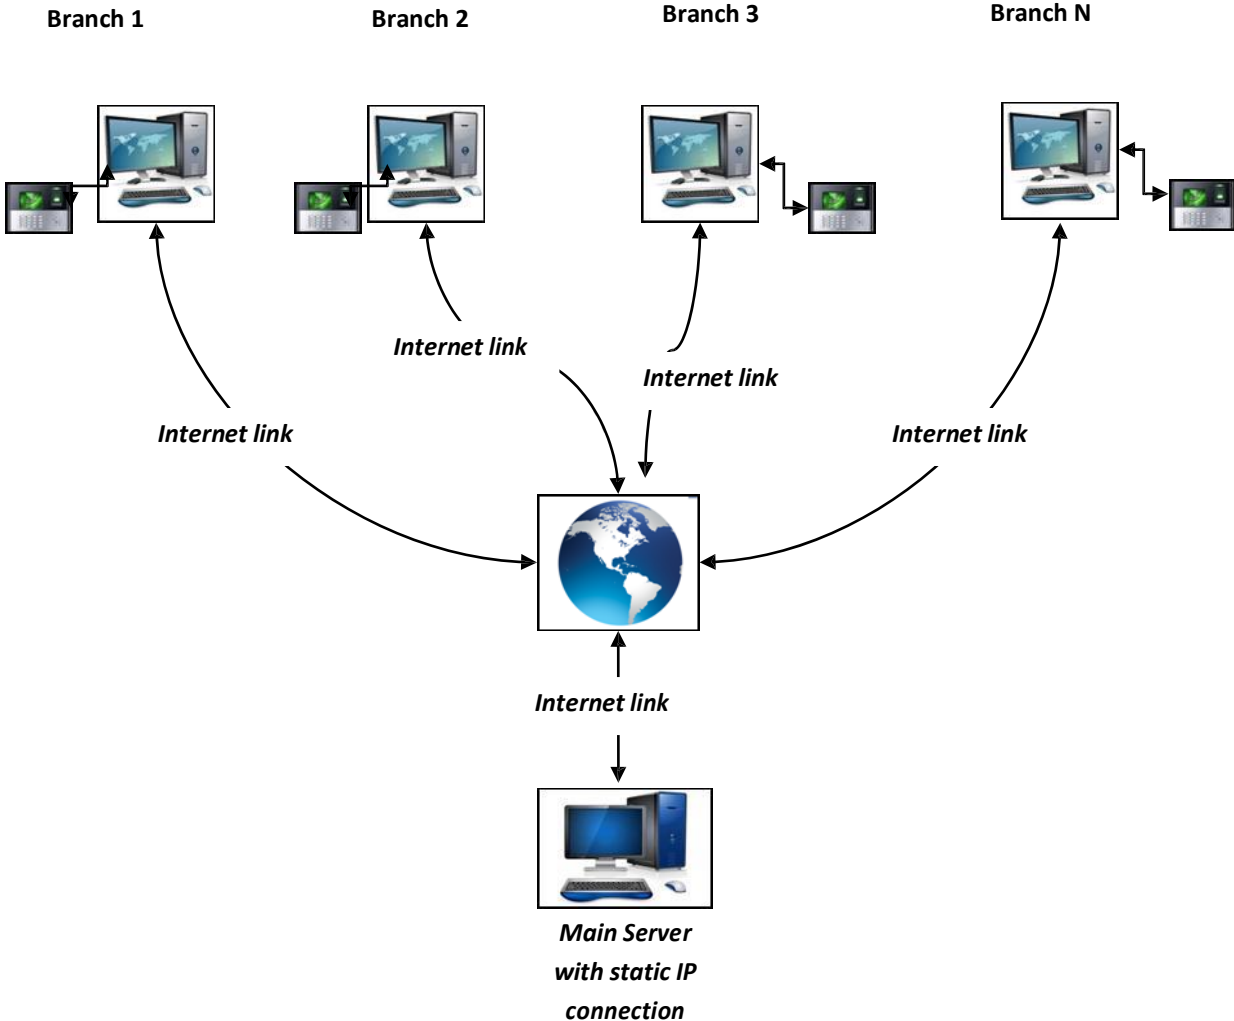 Branch 1
Branch 2
Branch 3
Branch N
Internet link
Internet link
Internet link
Internet link
Internet link
Main Server
with static IP
connection